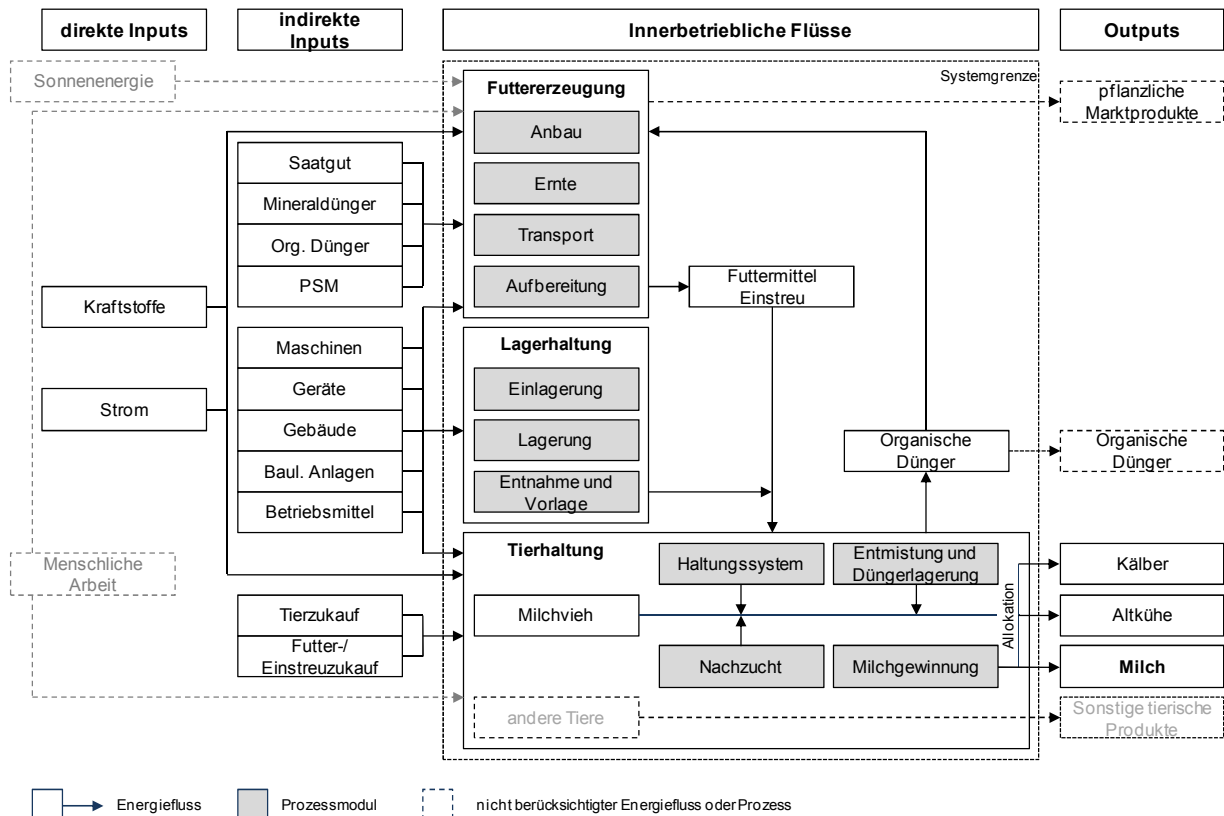 direkte Inputs
indirekte
Inputs
Innerbetriebliche Flüsse
Outputs
Sonnenenergie
Systemgrenze
Futtererzeugung
Anbau
Ernte
Transport
Aufbereitung
pflanzliche
Marktprodukte
Saatgut
Mineraldünger
Org. Dünger
PSM
Kraftstoffe
Strom
Futtermittel
Einstreu
Maschinen
Geräte
Gebäude
Baul. Anlagen
Betriebsmittel
Lagerhaltung
Einlagerung
Lagerung
Entnahme und
Vorlage
Organische
Dünger
Organische
Dünger
Menschliche
Arbeit
Tierzukauf
Futter-/
Einstreuzukauf
Tierhaltung
Haltungssystem
Entmistung und
Düngerlagerung
Milchvieh
Nachzucht
Milchgewinnung
Allokation
andere Tiere
Kälber
Altkühe
Milch
Sonstige tierische
Produkte
Energiefluss
Prozessmodul
nicht berücksichtigter Energiefluss oder Prozess